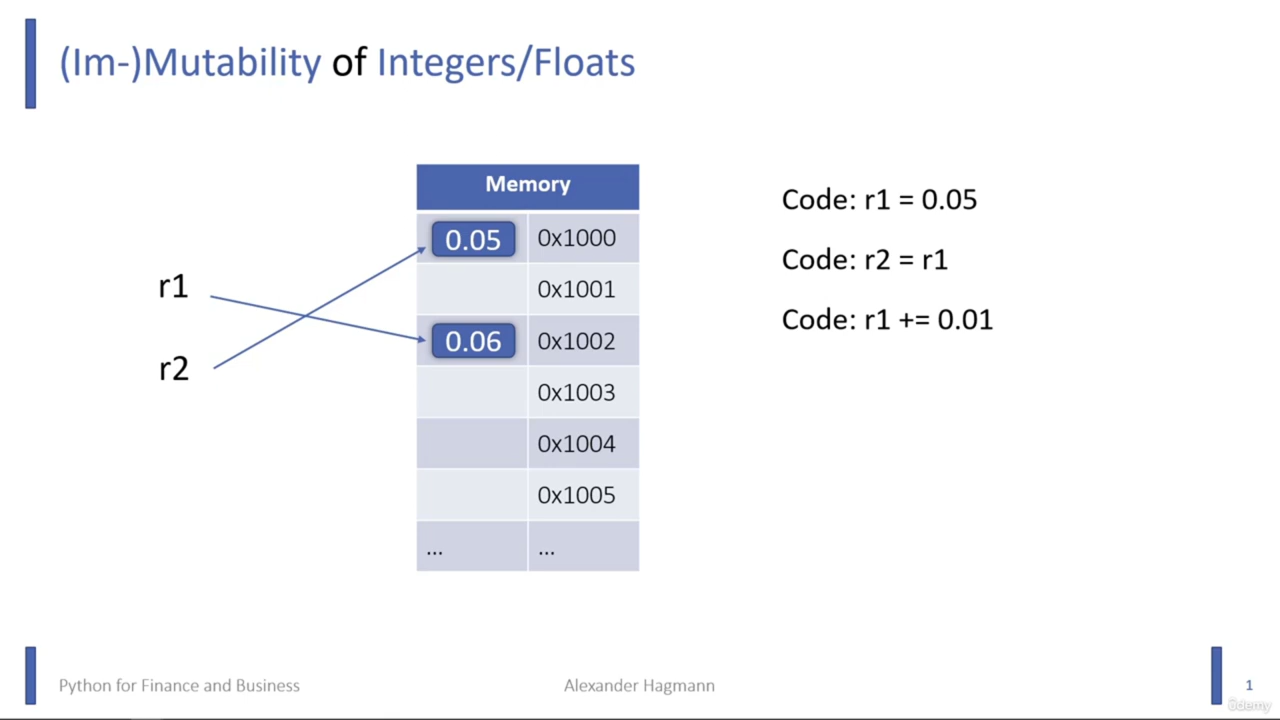 (Im-)Mutability of Integers/Floats
Memory
0.05 0x1000
0x1001
0.06 0x1002
0x1003
0x1004
0x1005
... ...
r1
r2
Code: r1 = 0.05
Code: r2 = r1
Code: r1 += 0.01
Python for Finance and Business
Alexander Hagmann
1
ûdemy